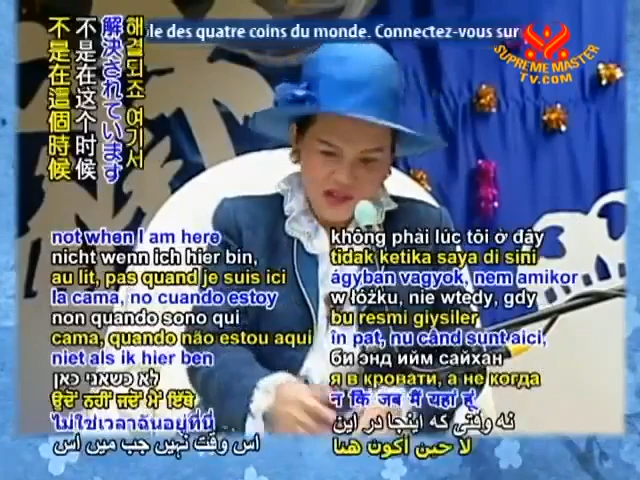 le des quatre coins du monde. Connectez-vous sur
SUPREME MASTER
TV.COM
해결되죠 여기서
解決されています
不是在这个时候
不是在這個時候
not when I am here
nicht wenn ich hier bin,
au lit, pas quand je suis ici
la cama, no cuando estoy
non quando sono qui
cama, quando não estou aqui
niet als ik hier ben
לא כשאני כאן
ਉਦੋਂ ਨਹੀਂ ਜਦੋਂ ਮੈਂ ਇੱਥੇ
ไม่ใช่เวลาฉันอยู่ที่นี่
اس وقت نہیں جب میں اس
không phải lúc tôi ở đây
tidak ketika saya di sini
ágyban vagyok, nem amikor
w łóżku, nie wtedy, gdy
bu resmi giysiler
în pat, nu când sunt aici,
би энд ийм сайхан
я в кровати, а не когда
न कि जब मैं यहां हूं
نه وقتی که اینجا در این
لا حين أكون هنا